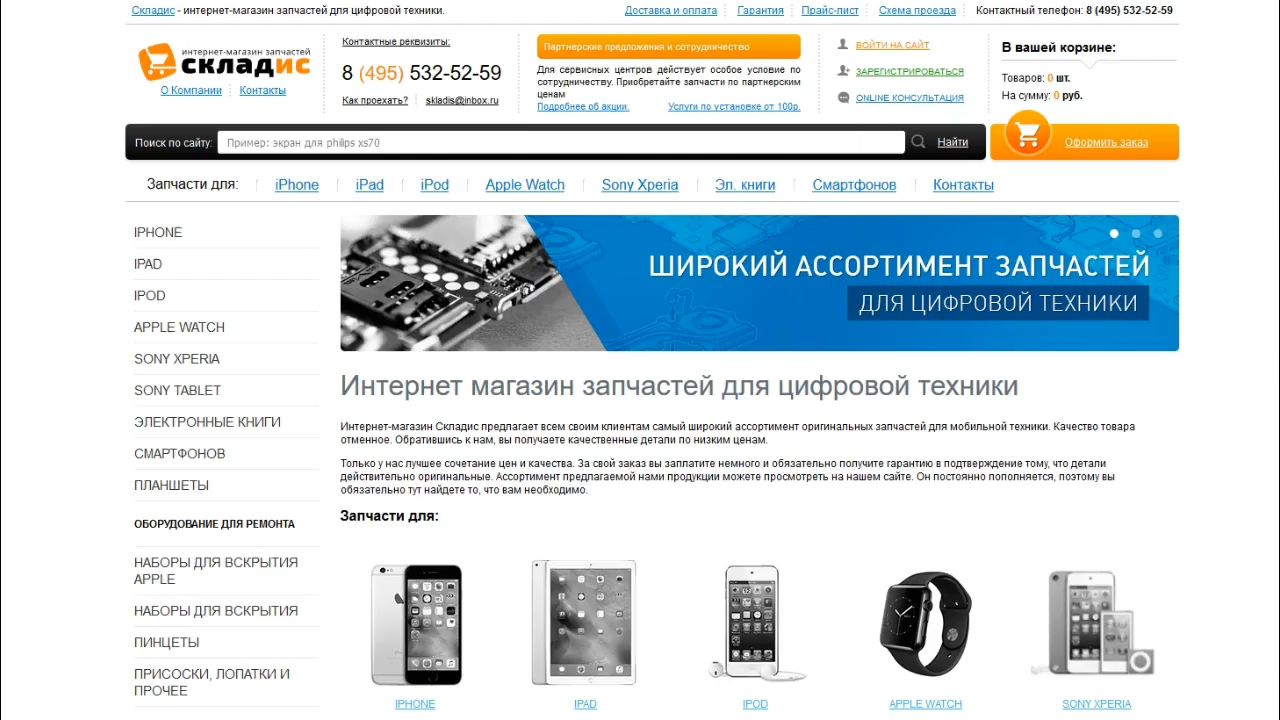 Складис - интернет-магазин запчастей для цифровой техники.
Доставка и оплата
Гарантия
Прайс-лист
Схема проезда
Контактный телефон: 8 (495) 532-52-59
интернет-магазин запчастей
складис
О Компании
Контакты
Контактные реквизиты:
8 (495) 532-52-59
Как проехать?
skladis@inbox.ru
Партнерские предложения и сотрудничество
Для сервисных центров действует особое условие по
сотрудничеству. Приобретайте запчасти по партнерским
ценам
Подробнее об акции.
Услуги по установке от 100р.
ВОЙТИ НА САЙТ
ЗАРЕГИСТРИРОВАТЬСЯ
ONLINE КОНСУЛЬТАЦИЯ
В вашей корзине:
Товаров: 0 шт.
На сумму: 0 руб.
Поиск по сайту:
Пример: экран для philips xs70
Найти
Оформить заказ
Запчасти для:
iPhone
iPad
iPod
Apple Watch
Sony Xperia
Эл. книги
Смартфонов
Контакты
IPHONE
IPAD
IPOD
APPLE WATCH
SONY XPERIA
SONY TABLET
ЭЛЕКТРОННЫЕ КНИГИ
СМАРТФОНОВ
ПЛАНШЕТЫ
ОБОРУДОВАНИЕ ДЛЯ РЕМОНТА
НАБОРЫ ДЛЯ ВСКРЫТИЯ
APPLE
НАБОРЫ ДЛЯ ВСКРЫТИЯ
ПИНЦЕТЫ
ПРИСОСКИ, ЛОПАТКИ И
ПРОЧЕЕ
ШИРОКИЙ АССОРТИМЕНТ ЗАПЧАСТЕЙ
ДЛЯ ЦИФРОВОЙ ТЕХНИКИ
Интернет магазин запчастей для цифровой техники
Интернет-магазин Складис предлагает всем своим клиентам самый широкий ассортимент оригинальных запчастей для мобильной техники. Качество товара
отменное. Обратившись к нам, вы получаете качественные детали по низким ценам.
Только у нас лучшее сочетание цен и качества. За свой заказ вы заплатите немного и обязательно получите гарантию в подтверждение тому, что детали
действительно оригинальные. Ассортимент предлагаемой нами продукции можете просмотреть на нашем сайте. Он постоянно пополняется, поэтому вы
обязательно тут найдете то, что вам необходимо.
Запчасти для:
IPHONE
IPAD
IPOD
APPLE WATCH
SONY XPERIA